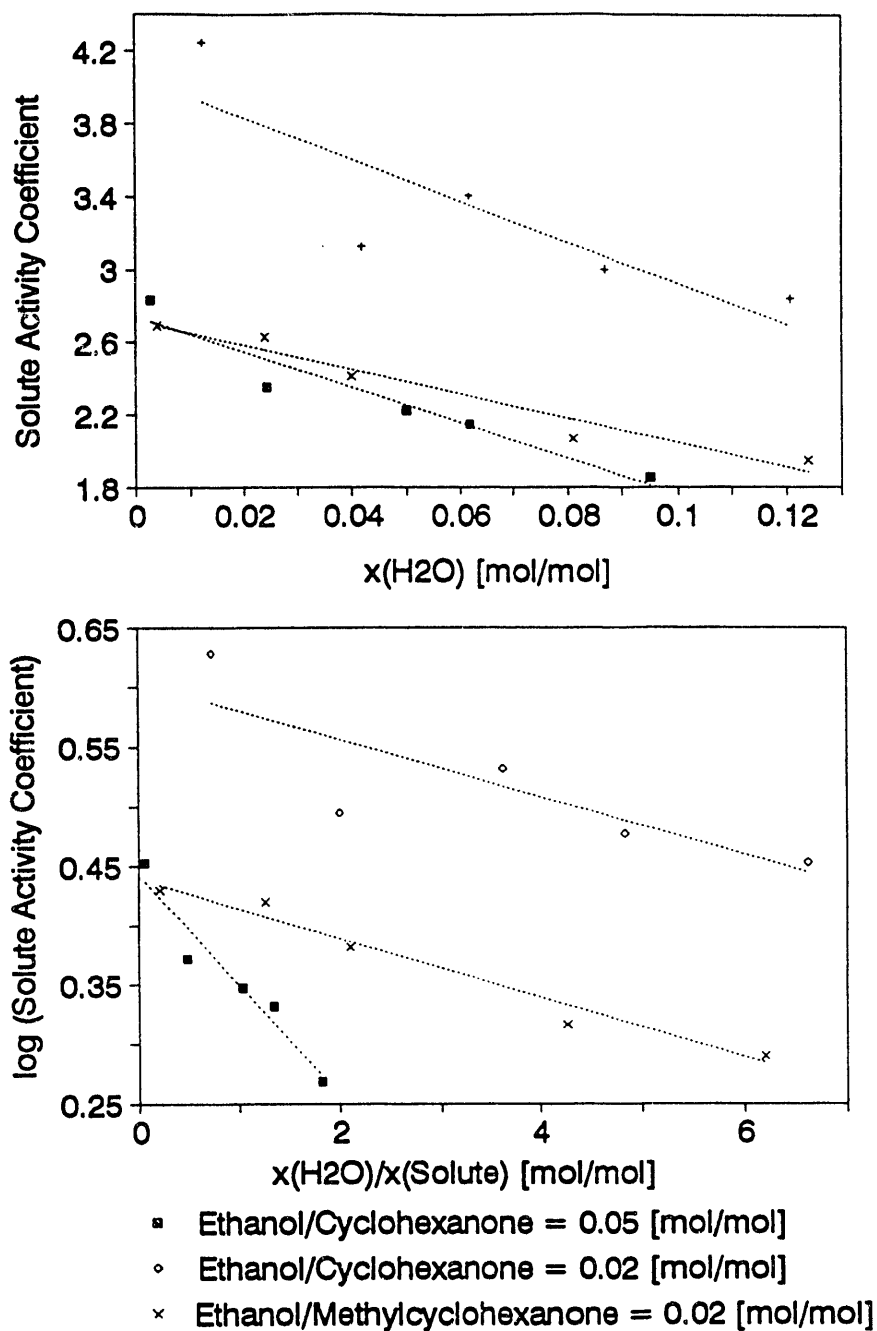 4.2
3.8
3.4
3
2.6
2.2
1.8
Solute Activity Coefficient
0 0.02 0.04 0.06 0.08 0.1 0.12
x(H2O) [mol/mol]
0.65
0.55
0.45
0.35
0.25
log (Solute Activity Coefficient)
0 2 4 6
x(H2O)/x(Solute) [mol/mol]
Ethanol/Cyclohexanone = 0.05 [mol/mol]
Ethanol/Cyclohexanone = 0.02 [mol/mol]
Ethanol/Methylcyclohexanone = 0.02 [mol/mol]